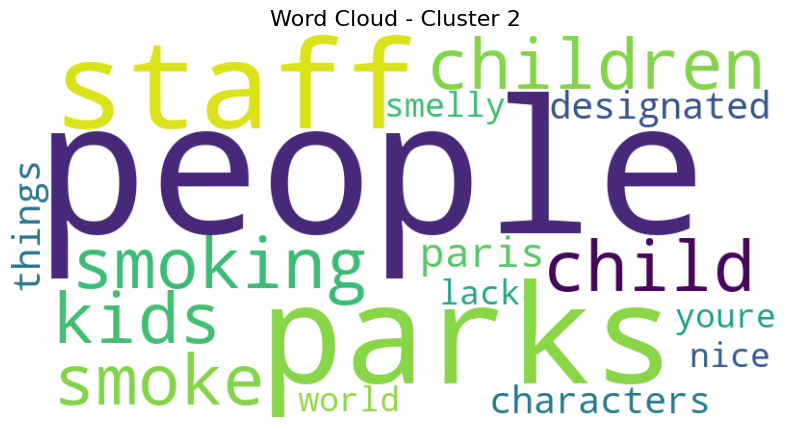 Word Cloud - Cluster 2
staff
children
smelly
designated
people
things
smoking
paris
child
kids
lack
parks
youre
smoke
nice
world
characters